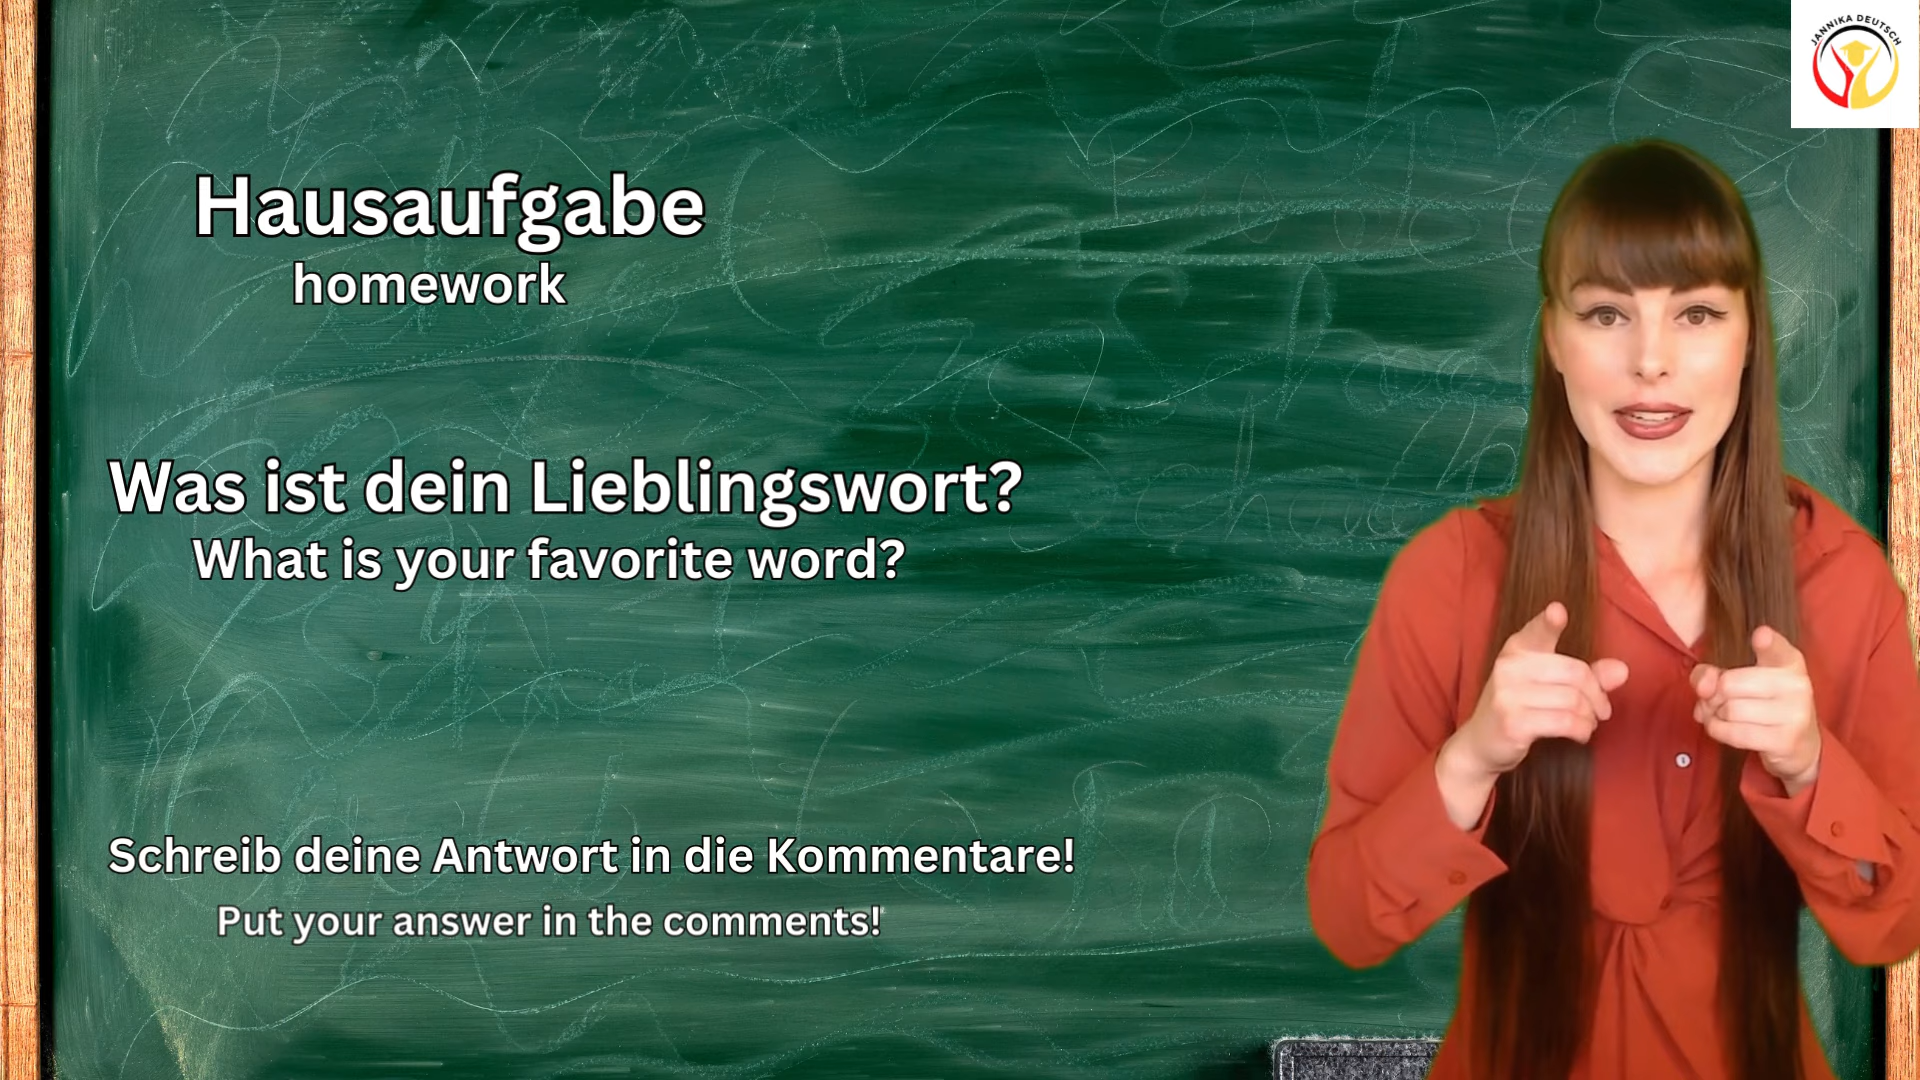 JANNIKA DEUTSCH
Hausaufgabe
homework
Was ist dein Lieblingswort?
What is your favorite word?
Schreib deine Antwort in die Kommentare!
Put your answer in the comments!